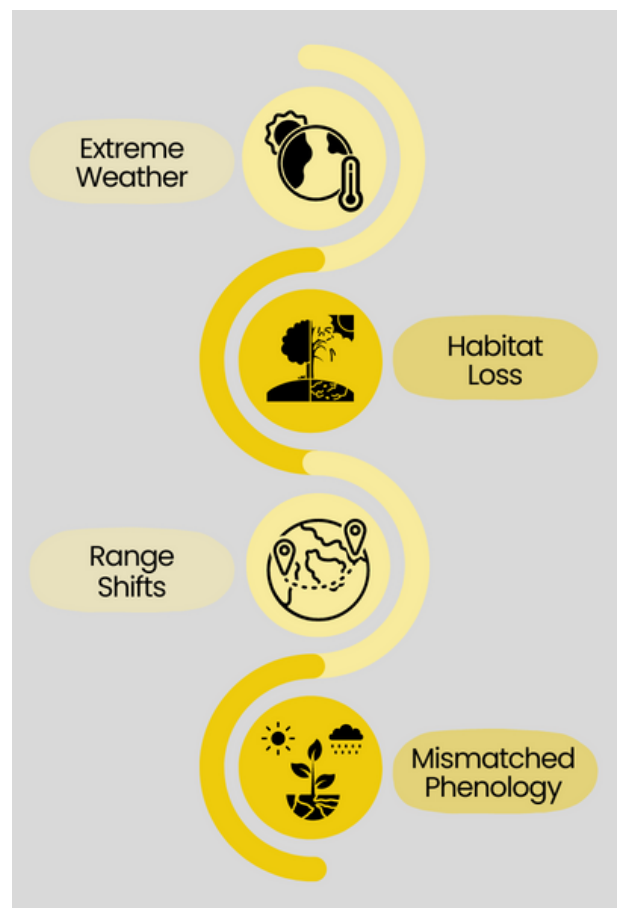 Extreme
Weather
Habitat
Loss
Range
Shifts
Mismatched
Phenology